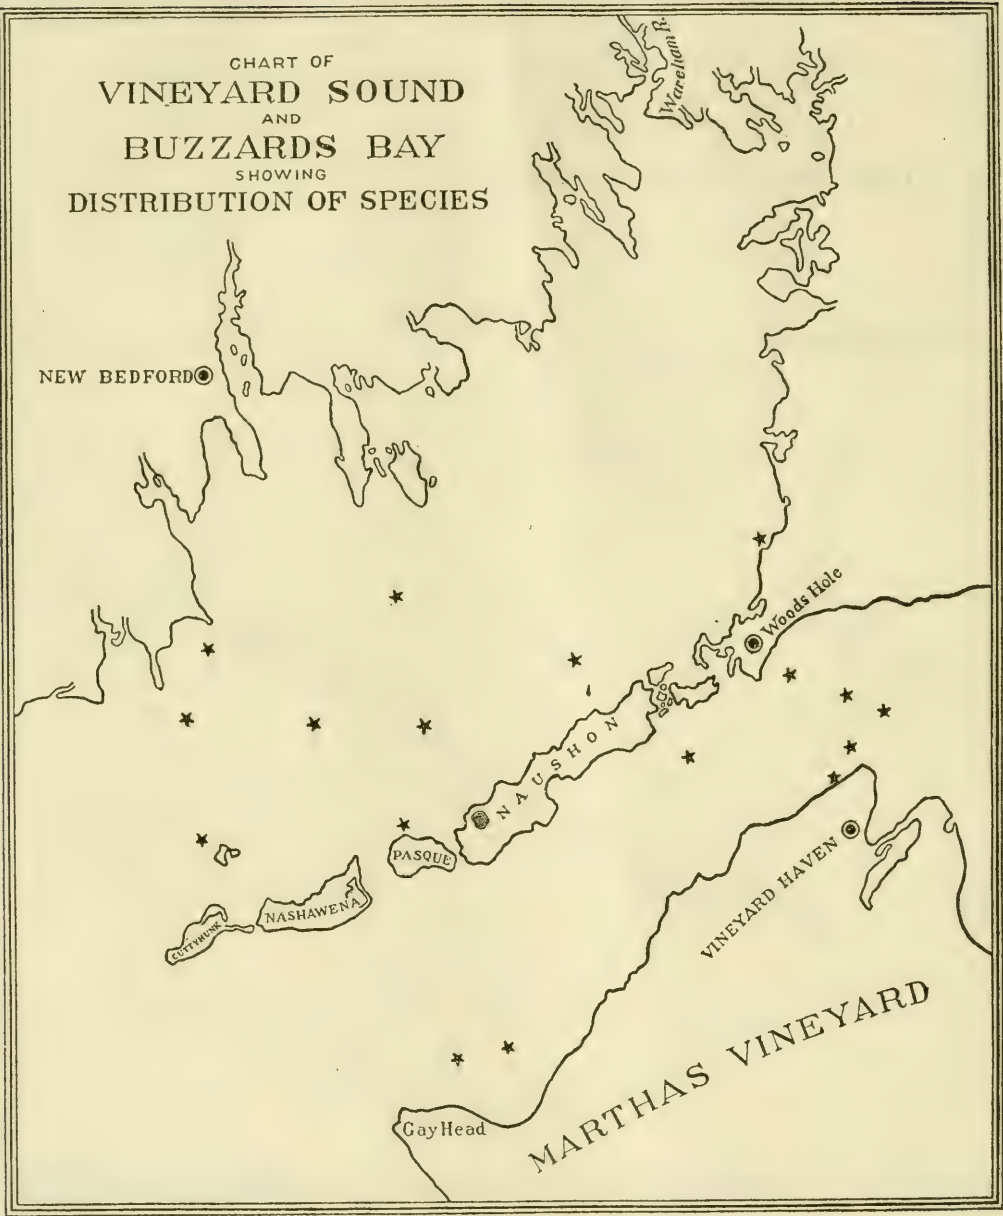 CHART OF
VINEYARD SOUND
AND
BUZZARDS BAY
SHOWING
DISTRIBUTION OF SPECIES
Wareham R.
NEW BEDFORD
Woods Hole
NAUSHON
PASQUE
NASHAWENA
CUTTYHUNK
VINEYARD HAVEN
MARTHAS VINEYARD
Gay Head